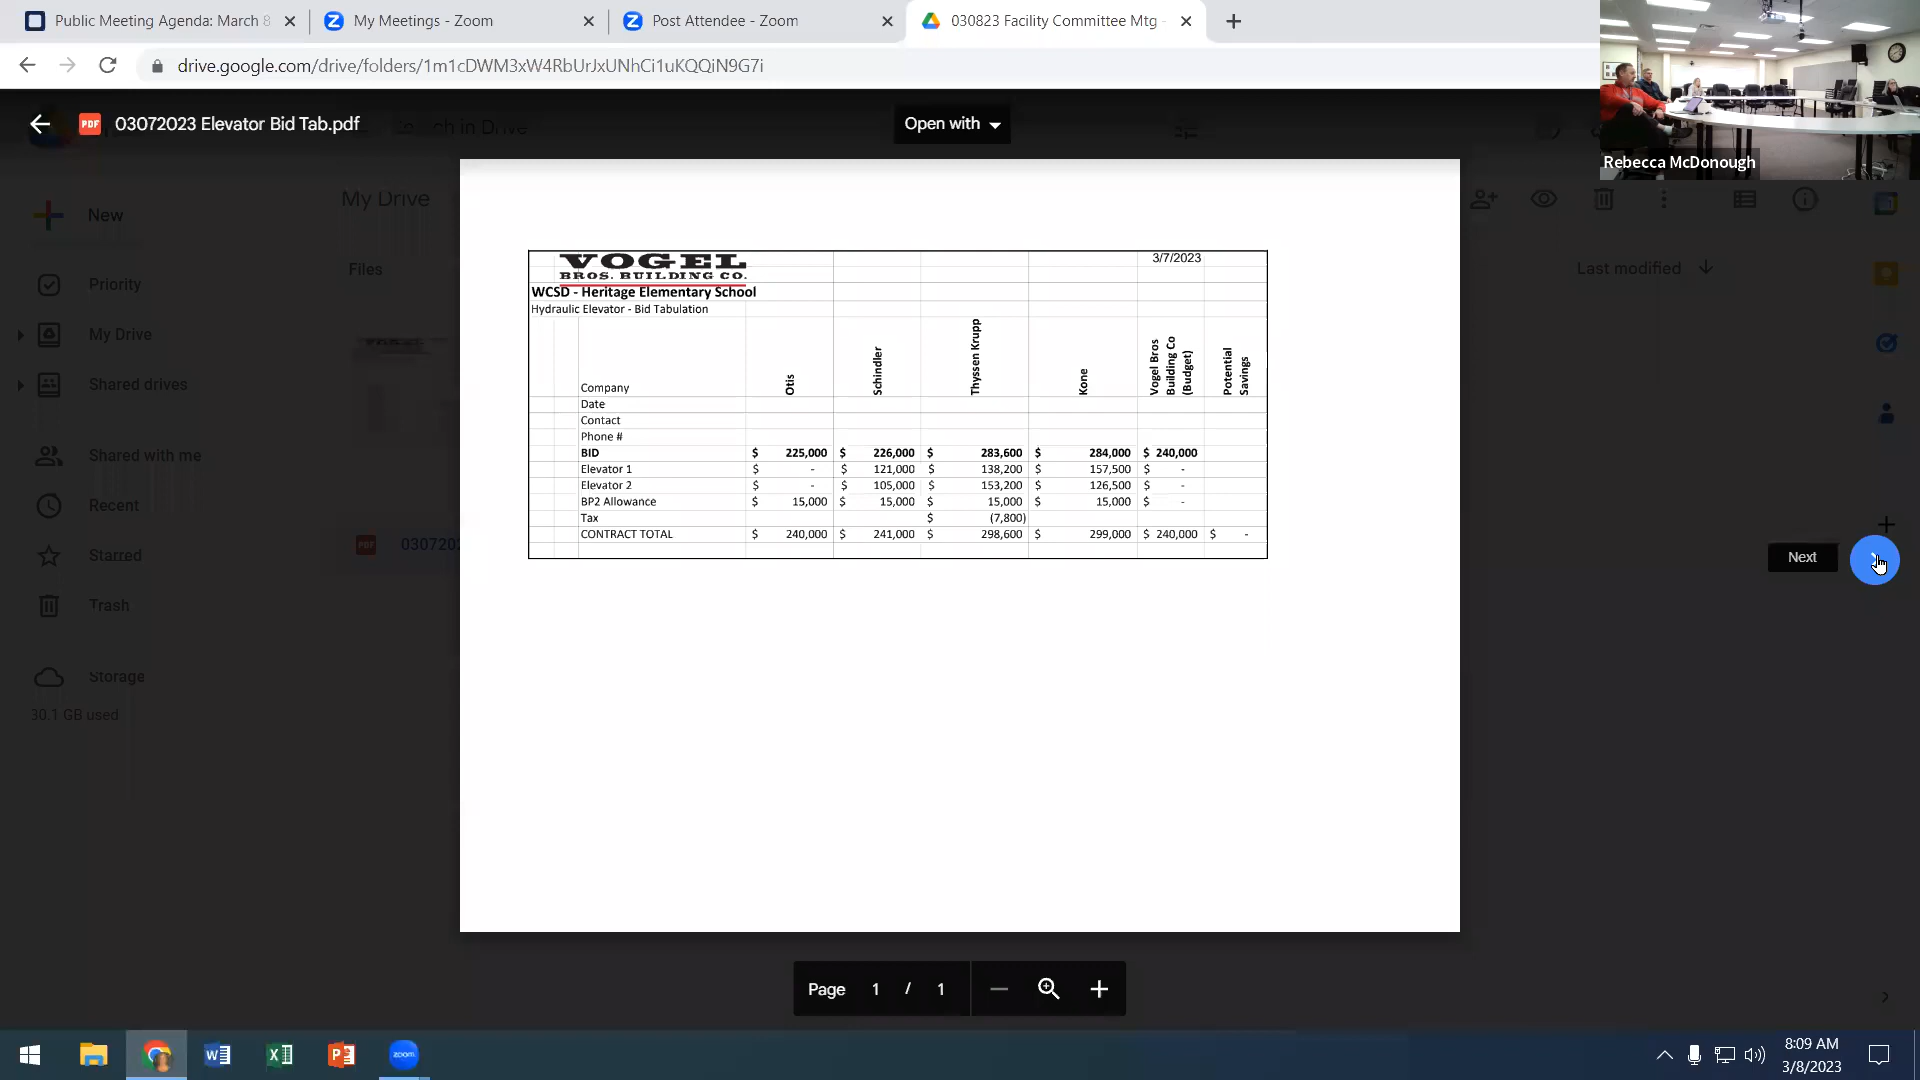 Public Meeting Agenda: March 8
My Meetings - Zoom
Post Attendee - Zoom
030823 Facility Committee Mtg -
drive.google.com/drive/folders/1m1cDWM3xW4RbUrJxUNhCi1uKQQiN9G7i
PDF 03072023 Elevator Bid Tab.pdf
Open with
Rebecca McDonough
New
My Drive
Priority
Files
Last modified
My Drive
Shared drives
Shared with me
Recent
Starred
Trash
Storage
30.1 GB used
VOGEL 3/7/2023
BROS. BUILDING CO.
WCSD - Heritage Elementary School
Hydraulic Elevator - Bid Tabulation
Company Otis Schindler Thyssen Krupp Kone Vogel Bros Building Co (Budget) Potential Savings
Date
Contact
Phone #
BID $ 225,000 $ 226,000 $ 283,600 $ 284,000 $ 240,000
Elevator 1 $ - $ 121,000 $ 138,200 $ 157,500 $ -
Elevator 2 $ - $ 105,000 $ 153,200 $ 126,500 $ -
BP2 Allowance $ 15,000 $ 15,000 $ 15,000 $ 15,000 $ -
Tax $ (7,800)
CONTRACT TOTAL $ 240,000 $ 241,000 $ 298,600 $ 299,000 $ 240,000 $ -
Next
Page 1 / 1
zoom
8:09 AM
3/8/2023